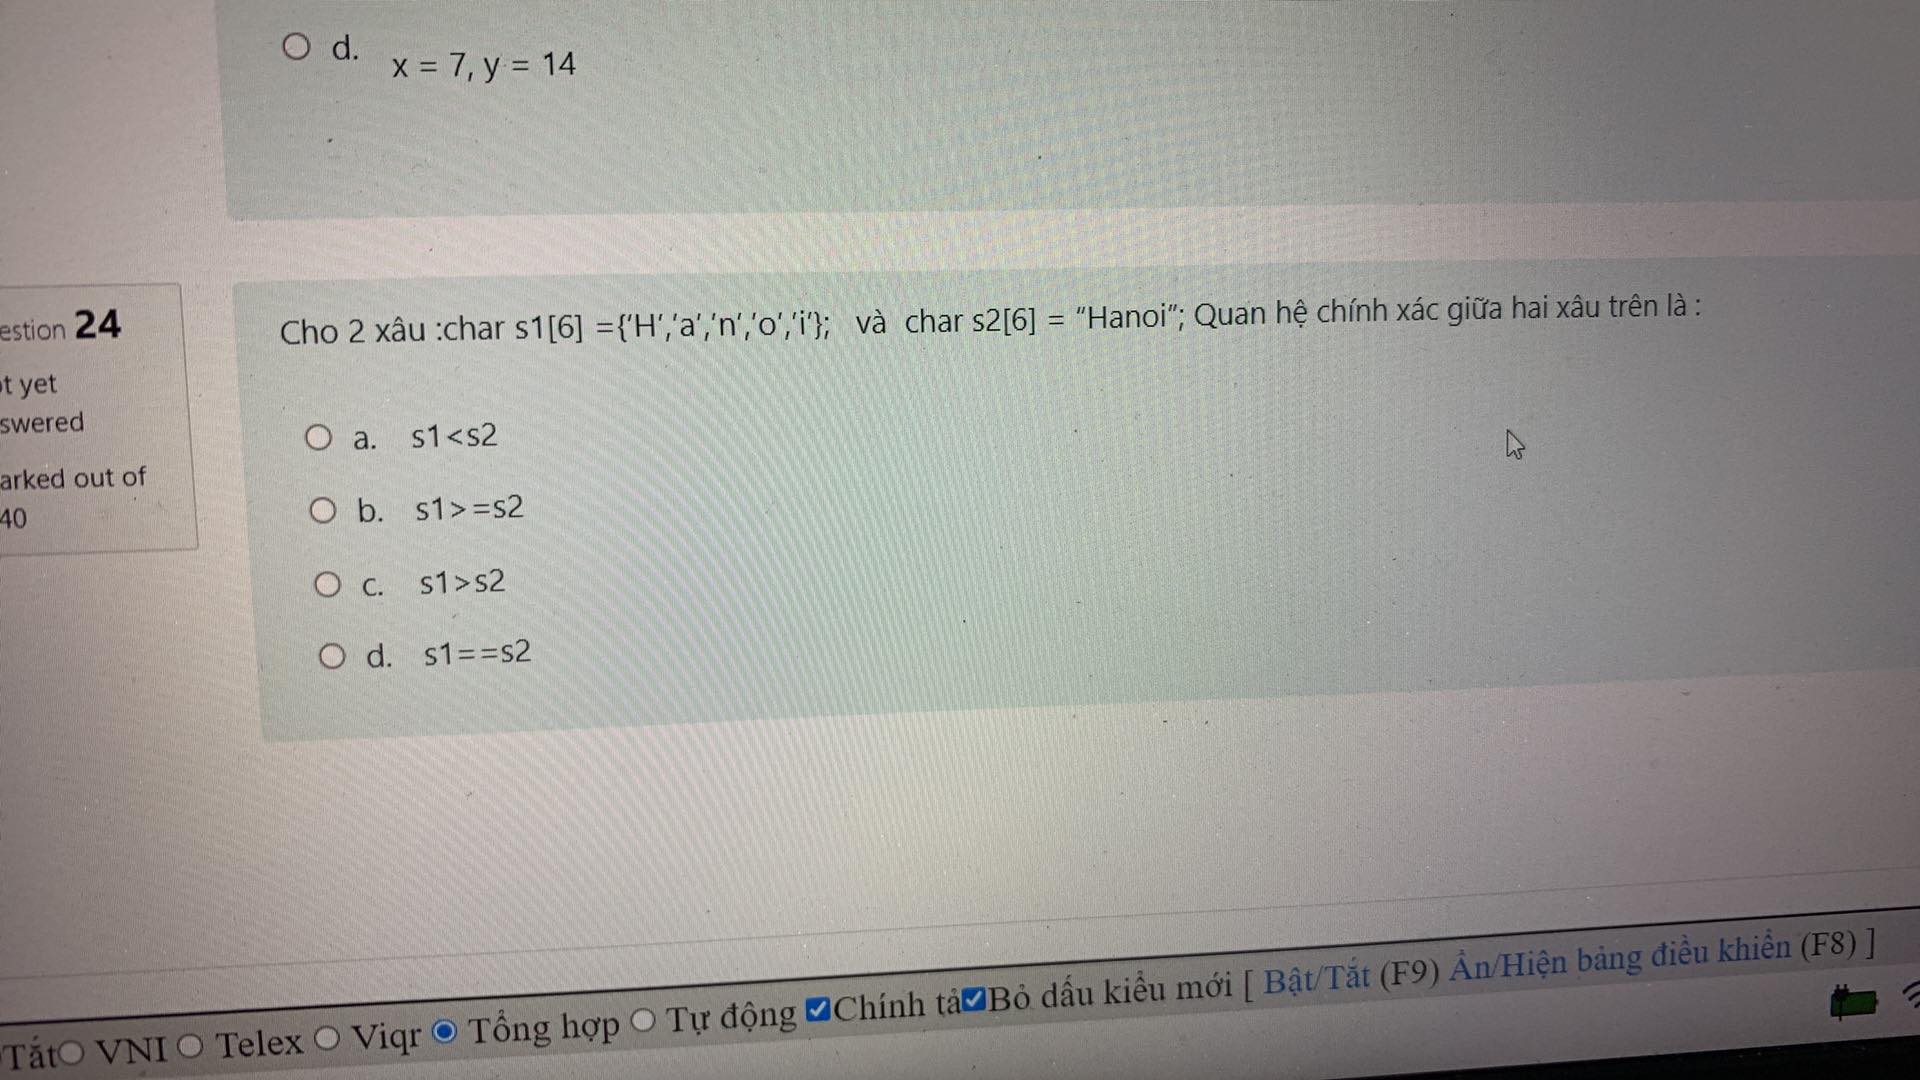 d. x = 7, y = 14
estion 24
t yet
swered
arked out of
40
Cho 2 xâu :char s1[6] ={'H','a','n','o','i'}; và char s2[6] = "Hanoi"; Quan hệ chính xác giữa hai xâu trên là :
a. s1<s2
b. s1>=s2
c. s1>s2
d. s1==s2
Tắt VNI Telex Viqr Tổng hợp Tự động Chính tả Bỏ dấu kiểu mới [ Bật/Tắt (F9) Ẩn/Hiện bảng điều khiển (F8) ]